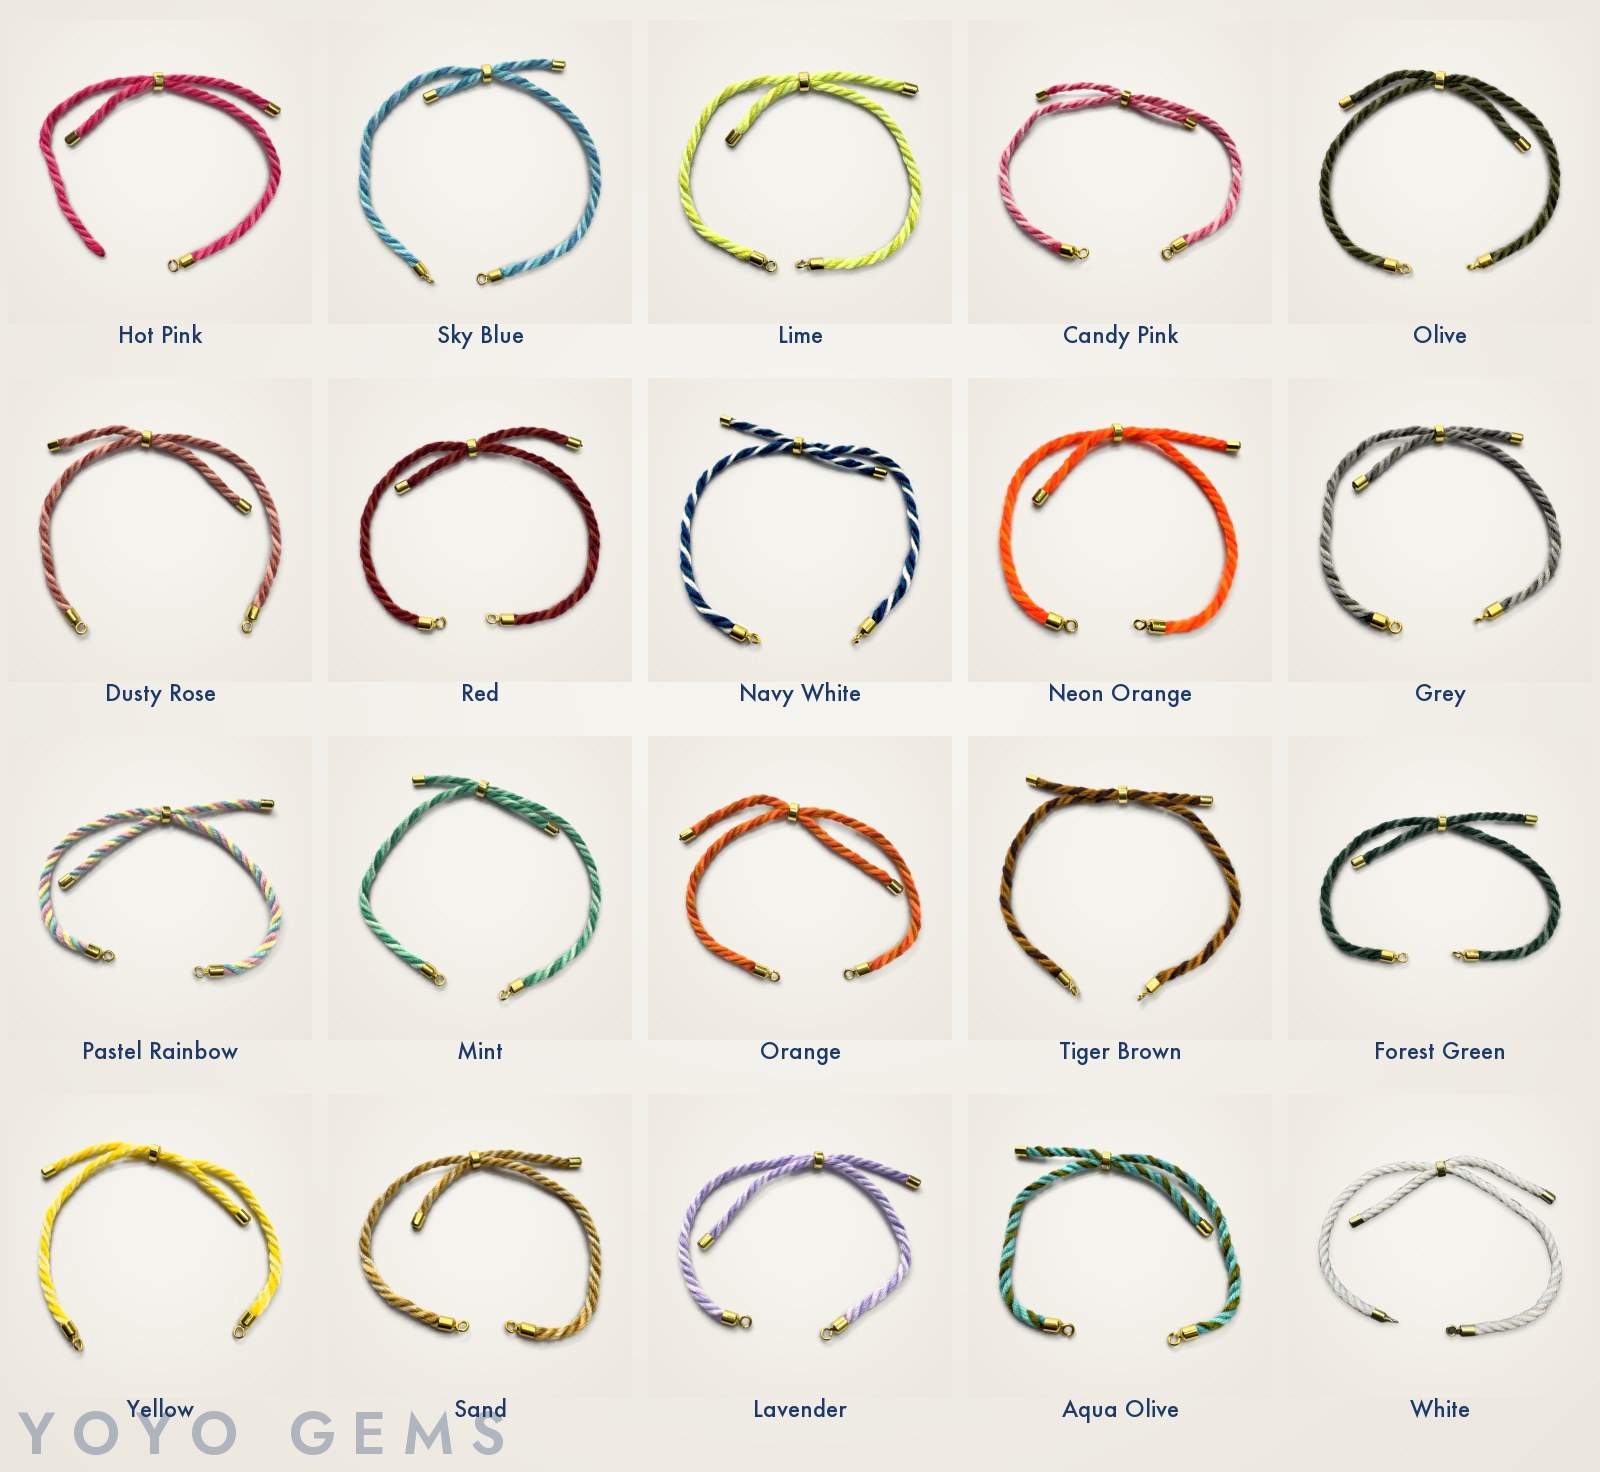 Hot Pink
Sky Blue
Lime
Candy Pink
Olive
Dusty Rose
Red
Navy White
Neon Orange
Grey
Pastel Rainbow
Mint
Orange
Tiger Brown
Forest Green
Yellow
Sand
Lavender
Aqua Olive
White
YOYO GEMS